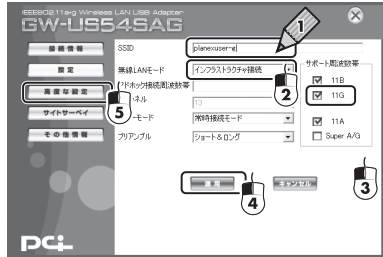 IEEE802.11a-g Wireless LAN USB Adapter
GW-US54SAG
接続情報
設定
高度な設定
サイトサーベイ
その他情報
SSID
planexuser-g
無線LANモード
インフラストラクチャ接続
アドホック接続周波数帯
ネル
13
モード
常時接続モード
プリアンブル
ショート&ロング
サポート周波数帯
11B
11G
11A
Super A/G
適用
キャンセル
1
2
3
4
5
PCi